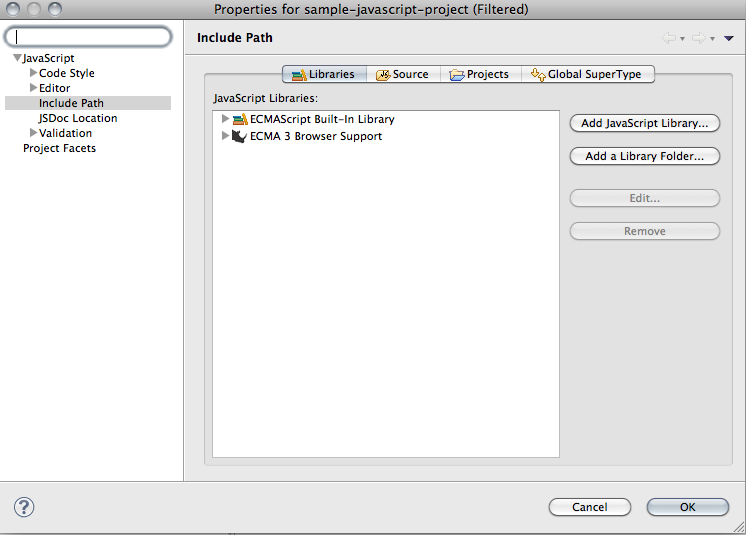 Properties for sample-javascript-project (Filtered)
JavaScript
Code Style
Editor
Include Path
JSDoc Location
Validation
Project Facets
Include Path
Libraries
Source
Projects
Global SuperType
JavaScript Libraries:
ECMAScript Built-In Library
ECMA 3 Browser Support
Add JavaScript Library...
Add a Library Folder...
Edit...
Remove
?
Cancel
OK